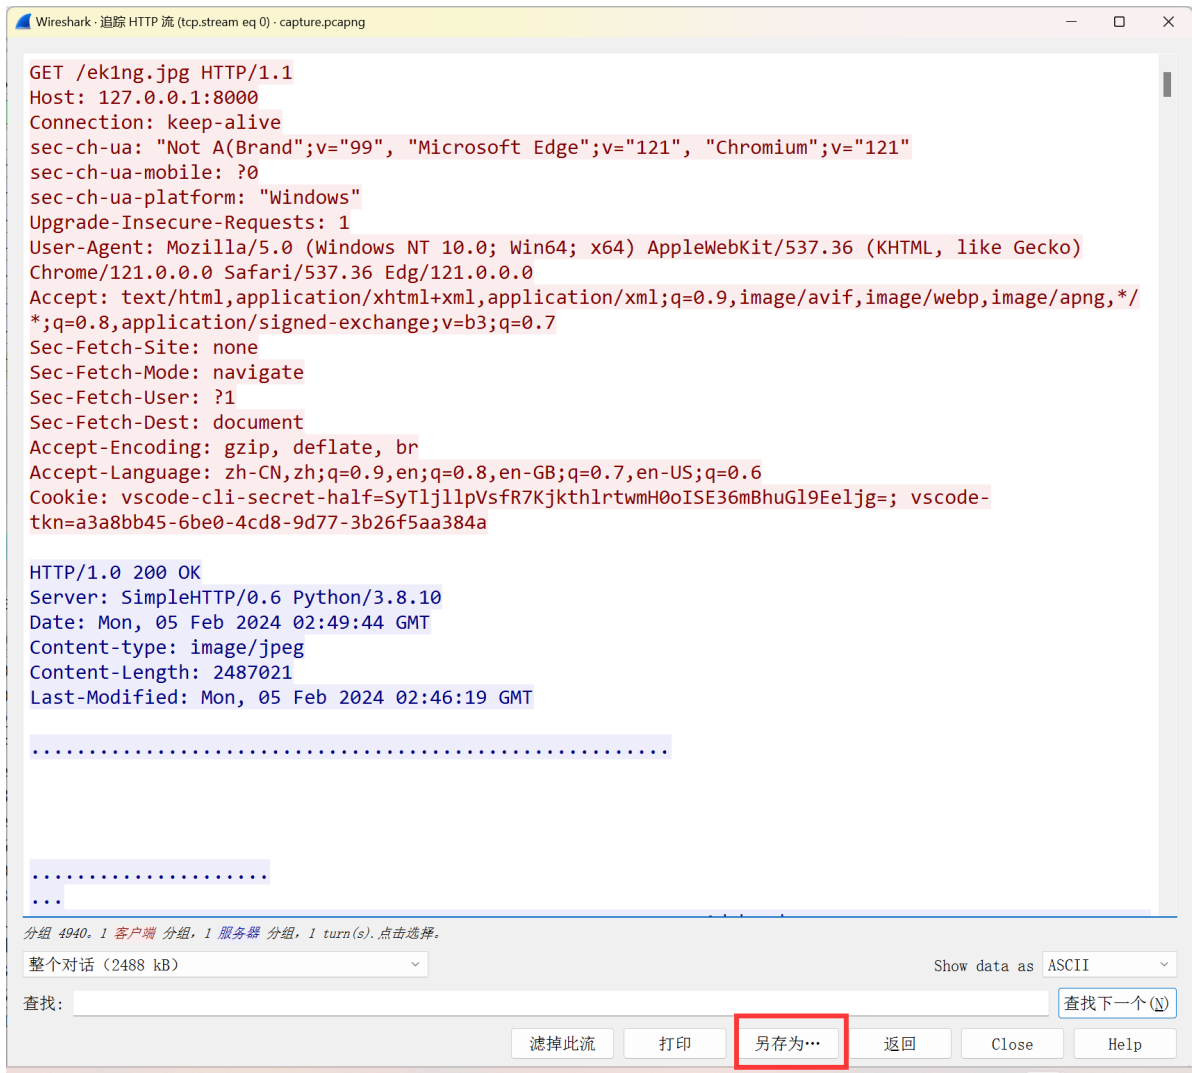 Wireshark · 追踪 HTTP 流 (tcp.stream eq 0) · capture.pcapng
GET /ek1ng.jpg HTTP/1.1
Host: 127.0.0.1:8000
Connection: keep-alive
sec-ch-ua: "Not A(Brand";v="99", "Microsoft Edge";v="121", "Chromium";v="121"
sec-ch-ua-mobile: ?0
sec-ch-ua-platform: "Windows"
Upgrade-Insecure-Requests: 1
User-Agent: Mozilla/5.0 (Windows NT 10.0; Win64; x64) AppleWebKit/537.36 (KHTML, like Gecko)
Chrome/121.0.0.0 Safari/537.36 Edg/121.0.0.0
Accept: text/html,application/xhtml+xml,application/xml;q=0.9,image/avif,image/webp,image/apng,*/
*;q=0.8,application/signed-exchange;v=b3;q=0.7
Sec-Fetch-Site: none
Sec-Fetch-Mode: navigate
Sec-Fetch-User: ?1
Sec-Fetch-Dest: document
Accept-Encoding: gzip, deflate, br
Accept-Language: zh-CN,zh;q=0.9,en;q=0.8,en-GB;q=0.7,en-US;q=0.6
Cookie: vscode-cli-secret-half=SyTljllpVsfR7KjkthlrtwmH0oISE36mBhuGl9Eeljg=; vscode-
tkn=a3a8bb45-6be0-4cd8-9d77-3b26f5aa384a
HTTP/1.0 200 OK
Server: SimpleHTTP/0.6 Python/3.8.10
Date: Mon, 05 Feb 2024 02:49:44 GMT
Content-type: image/jpeg
Content-Length: 2487021
Last-Modified: Mon, 05 Feb 2024 02:46:19 GMT
........................................................
.....................
...
分组 4940。1 客户端 分组，1 服务器 分组，1 turn(s).点击选择。
整个对话（2488 kB）
Show data as ASCII
查找:
查找下一个(N)
滤掉此流 打印 另存为… 返回 Close Help